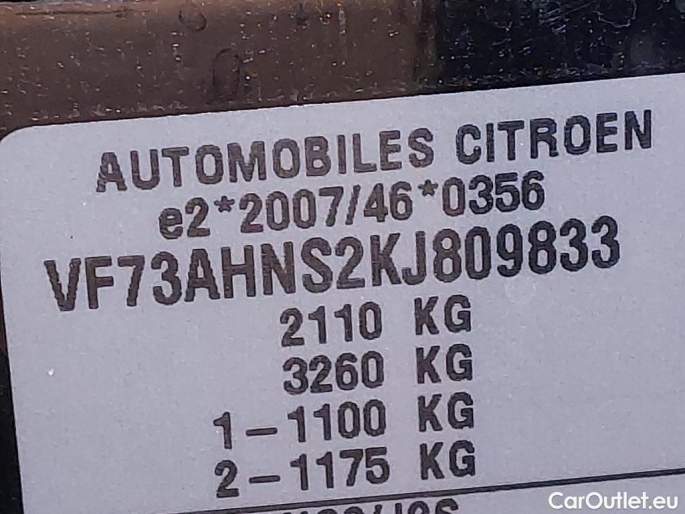 AUTOMOBILES CITROEN
e2*2007/46*0356
VF73AHNS2KJ809833
2110 KG
3260 KG
1-1100 KG
2-1175 KG
CarOutlet.eu